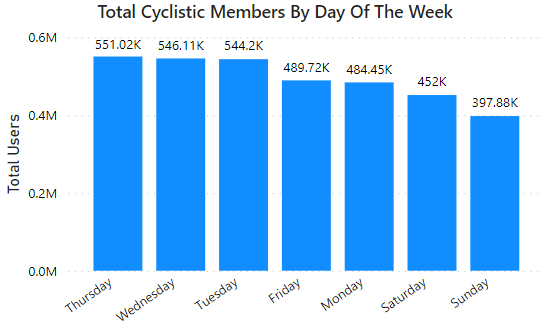 Total Cyclistic Members By Day Of The Week
Total Users
0.6M
0.4M
0.2M
0.0M
551.02K
546.11K
544.2K
489.72K
484.45K
452K
397.88K
Thursday
Wednesday
Tuesday
Friday
Monday
Saturday
Sunday